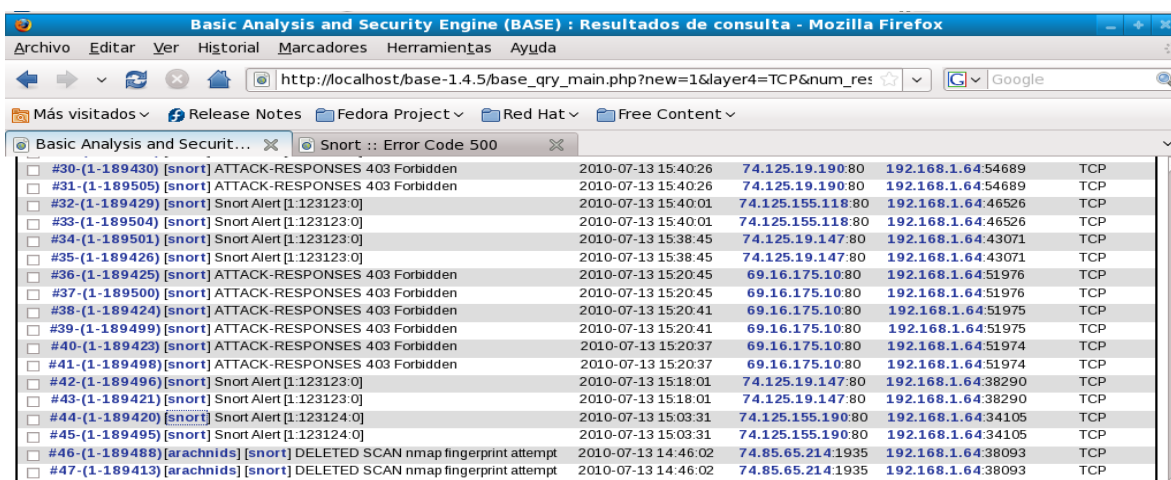 Basic Analysis and Security Engine (BASE) : Resultados de consulta - Mozilla Firefox
Archivo Editar Ver Historial Marcadores Herramientas Ayuda
http://localhost/base-1.4.5/base_qry_main.php?new=1&layer4=TCP&num_res Google
Más visitados Release Notes Fedora Project Red Hat Free Content
Basic Analysis and Securit... Snort :: Error Code 500
#30-(1-189430) [snort] ATTACK-RESPONSES 403 Forbidden 2010-07-13 15:40:26 74.125.19.190:80 192.168.1.64:54689 TCP
#31-(1-189505) [snort] ATTACK-RESPONSES 403 Forbidden 2010-07-13 15:40:26 74.125.19.190:80 192.168.1.64:54689 TCP
#32-(1-189429) [snort] Snort Alert [1:123123:0] 2010-07-13 15:40:01 74.125.155.118:80 192.168.1.64:46526 TCP
#33-(1-189504) [snort] Snort Alert [1:123123:0] 2010-07-13 15:40:01 74.125.155.118:80 192.168.1.64:46526 TCP
#34-(1-189501) [snort] Snort Alert [1:123123:0] 2010-07-13 15:38:45 74.125.19.147:80 192.168.1.64:43071 TCP
#35-(1-189426) [snort] Snort Alert [1:123123:0] 2010-07-13 15:38:45 74.125.19.147:80 192.168.1.64:43071 TCP
#36-(1-189425) [snort] ATTACK-RESPONSES 403 Forbidden 2010-07-13 15:20:45 69.16.175.10:80 192.168.1.64:51976 TCP
#37-(1-189500) [snort] ATTACK-RESPONSES 403 Forbidden 2010-07-13 15:20:45 69.16.175.10:80 192.168.1.64:51976 TCP
#38-(1-189424) [snort] ATTACK-RESPONSES 403 Forbidden 2010-07-13 15:20:41 69.16.175.10:80 192.168.1.64:51975 TCP
#39-(1-189499) [snort] ATTACK-RESPONSES 403 Forbidden 2010-07-13 15:20:41 69.16.175.10:80 192.168.1.64:51975 TCP
#40-(1-189423) [snort] ATTACK-RESPONSES 403 Forbidden 2010-07-13 15:20:37 69.16.175.10:80 192.168.1.64:51974 TCP
#41-(1-189498) [snort] ATTACK-RESPONSES 403 Forbidden 2010-07-13 15:20:37 69.16.175.10:80 192.168.1.64:51974 TCP
#42-(1-189496) [snort] Snort Alert [1:123123:0] 2010-07-13 15:18:01 74.125.19.147:80 192.168.1.64:38290 TCP
#43-(1-189421) [snort] Snort Alert [1:123123:0] 2010-07-13 15:18:01 74.125.19.147:80 192.168.1.64:38290 TCP
#44-(1-189420) [snort] Snort Alert [1:123124:0] 2010-07-13 15:03:31 74.125.155.190:80 192.168.1.64:34105 TCP
#45-(1-189495) [snort] Snort Alert [1:123124:0] 2010-07-13 15:03:31 74.125.155.190:80 192.168.1.64:34105 TCP
#46-(1-189488) [arachnids] [snort] DELETED SCAN nmap fingerprint attempt 2010-07-13 14:46:02 74.85.65.214:1935 192.168.1.64:38093 TCP
#47-(1-189413) [arachnids] [snort] DELETED SCAN nmap fingerprint attempt 2010-07-13 14:46:02 74.85.65.214:1935 192.168.1.64:38093 TCP